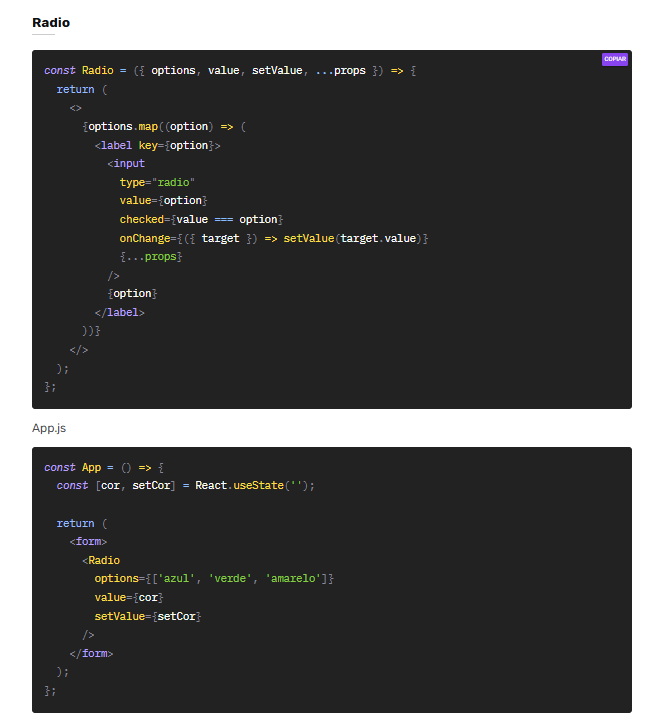 Radio
COPIAR
const Radio = ({ options, value, setValue, ...props }) => {
  return (
    <>
      {options.map((option) => (
        <label key={option}>
          <input
            type="radio"
            value={option}
            checked={value === option}
            onChange={({ target }) => setValue(target.value)}
            {...props}
          />
          {option}
        </label>
      ))}
    </>
  );
};
App.js
const App = () => {
  const [cor, setCor] = React.useState('');

  return (
    <form>
      <Radio
        options={['azul', 'verde', 'amarelo']}
        value={cor}
        setValue={setCor}
      />
    </form>
  );
};